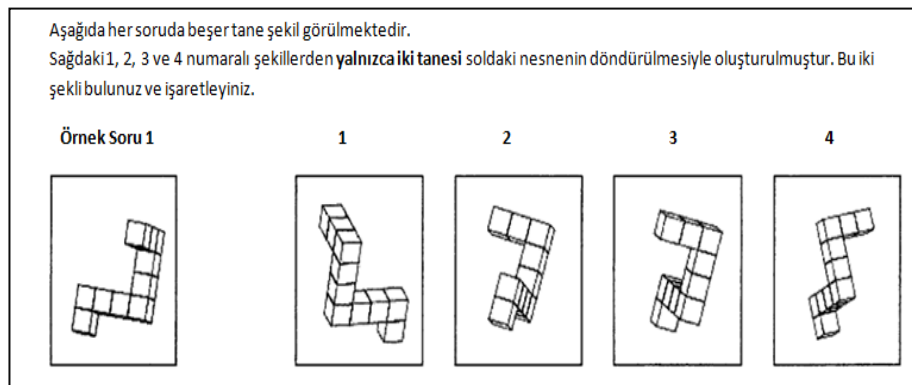 Aşağıda her soruda beşer tane şekil görülmektedir.
Sağdaki 1, 2, 3 ve 4 numaralı şekillerden yalnızca iki tanesi soldaki nesnenin döndürülmesiyle oluşturulmuştur. Bu iki
şekli bulunuz ve işaretleyiniz.
Örnek Soru 1 1 2 3 4